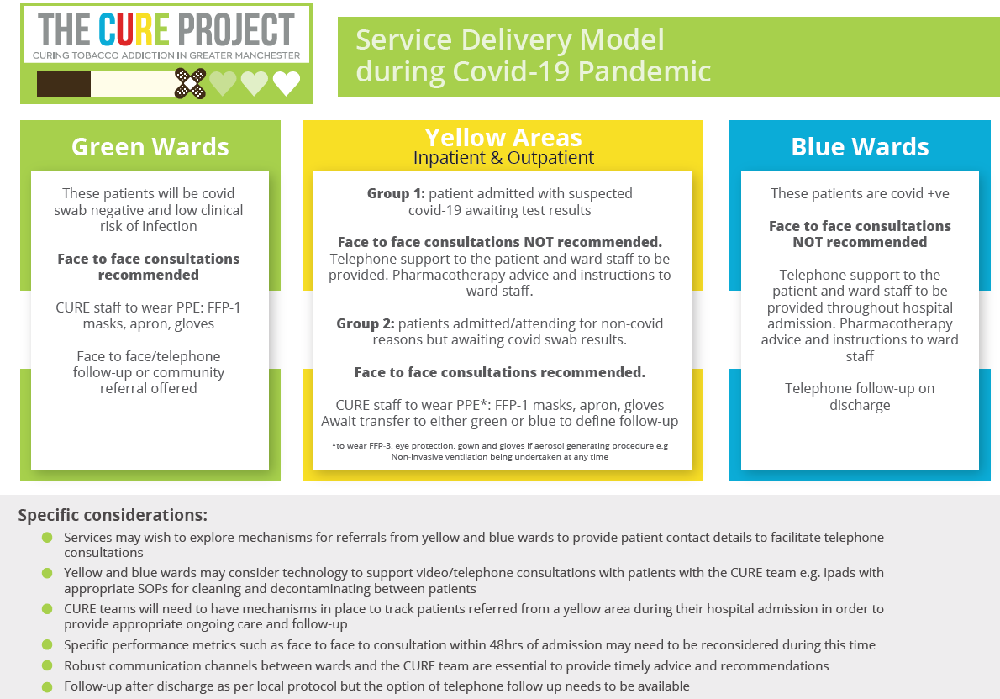 THE CURE PROJECT
CURING TOBACCO ADDICTION IN GREATER MANCHESTER
Service Delivery Model
during Covid-19 Pandemic
Green Wards
These patients will be covid
swab negative and low clinical
risk of infection
Face to face consultations
recommended
CURE staff to wear PPE: FFP-1
masks, apron, gloves
Face to face/telephone
follow-up or community
referral offered
Yellow Areas
Inpatient & Outpatient
Group 1: patient admitted with suspected
covid-19 awaiting test results
Face to face consultations NOT recommended.
Telephone support to the patient and ward staff to be
provided. Pharmacotherapy advice and instructions to
ward staff.
Group 2: patients admitted/attending for non-covid
reasons but awaiting covid swab results.
Face to face consultations recommended.
CURE staff to wear PPE*: FFP-1 masks, apron, gloves
Await transfer to either green or blue to define follow-up
*to wear FFP-3, eye protection, gown and gloves if aerosol generating procedure e.g
Non-invasive ventilation being undertaken at any time
Blue Wards
These patients are covid +ve
Face to face consultations
NOT recommended
Telephone support to the
patient and ward staff to be
provided throughout hospital
admission. Pharmacotherapy
advice and instructions to ward
staff
Telephone follow-up on
discharge
Specific considerations:
Services may wish to explore mechanisms for referrals from yellow and blue wards to provide patient contact details to facilitate telephone
consultations
Yellow and blue wards may consider technology to support video/telephone consultations with patients with the CURE team e.g. ipads with
appropriate SOPs for cleaning and decontaminating between patients
CURE teams will need to have mechanisms in place to track patients referred from a yellow area during their hospital admission in order to
provide appropriate ongoing care and follow-up
Specific performance metrics such as face to face to consultation within 48hrs of admission may need to be reconsidered during this time
Robust communication channels between wards and the CURE team are essential to provide timely advice and recommendations
Follow-up after discharge as per local protocol but the option of telephone follow up needs to be available